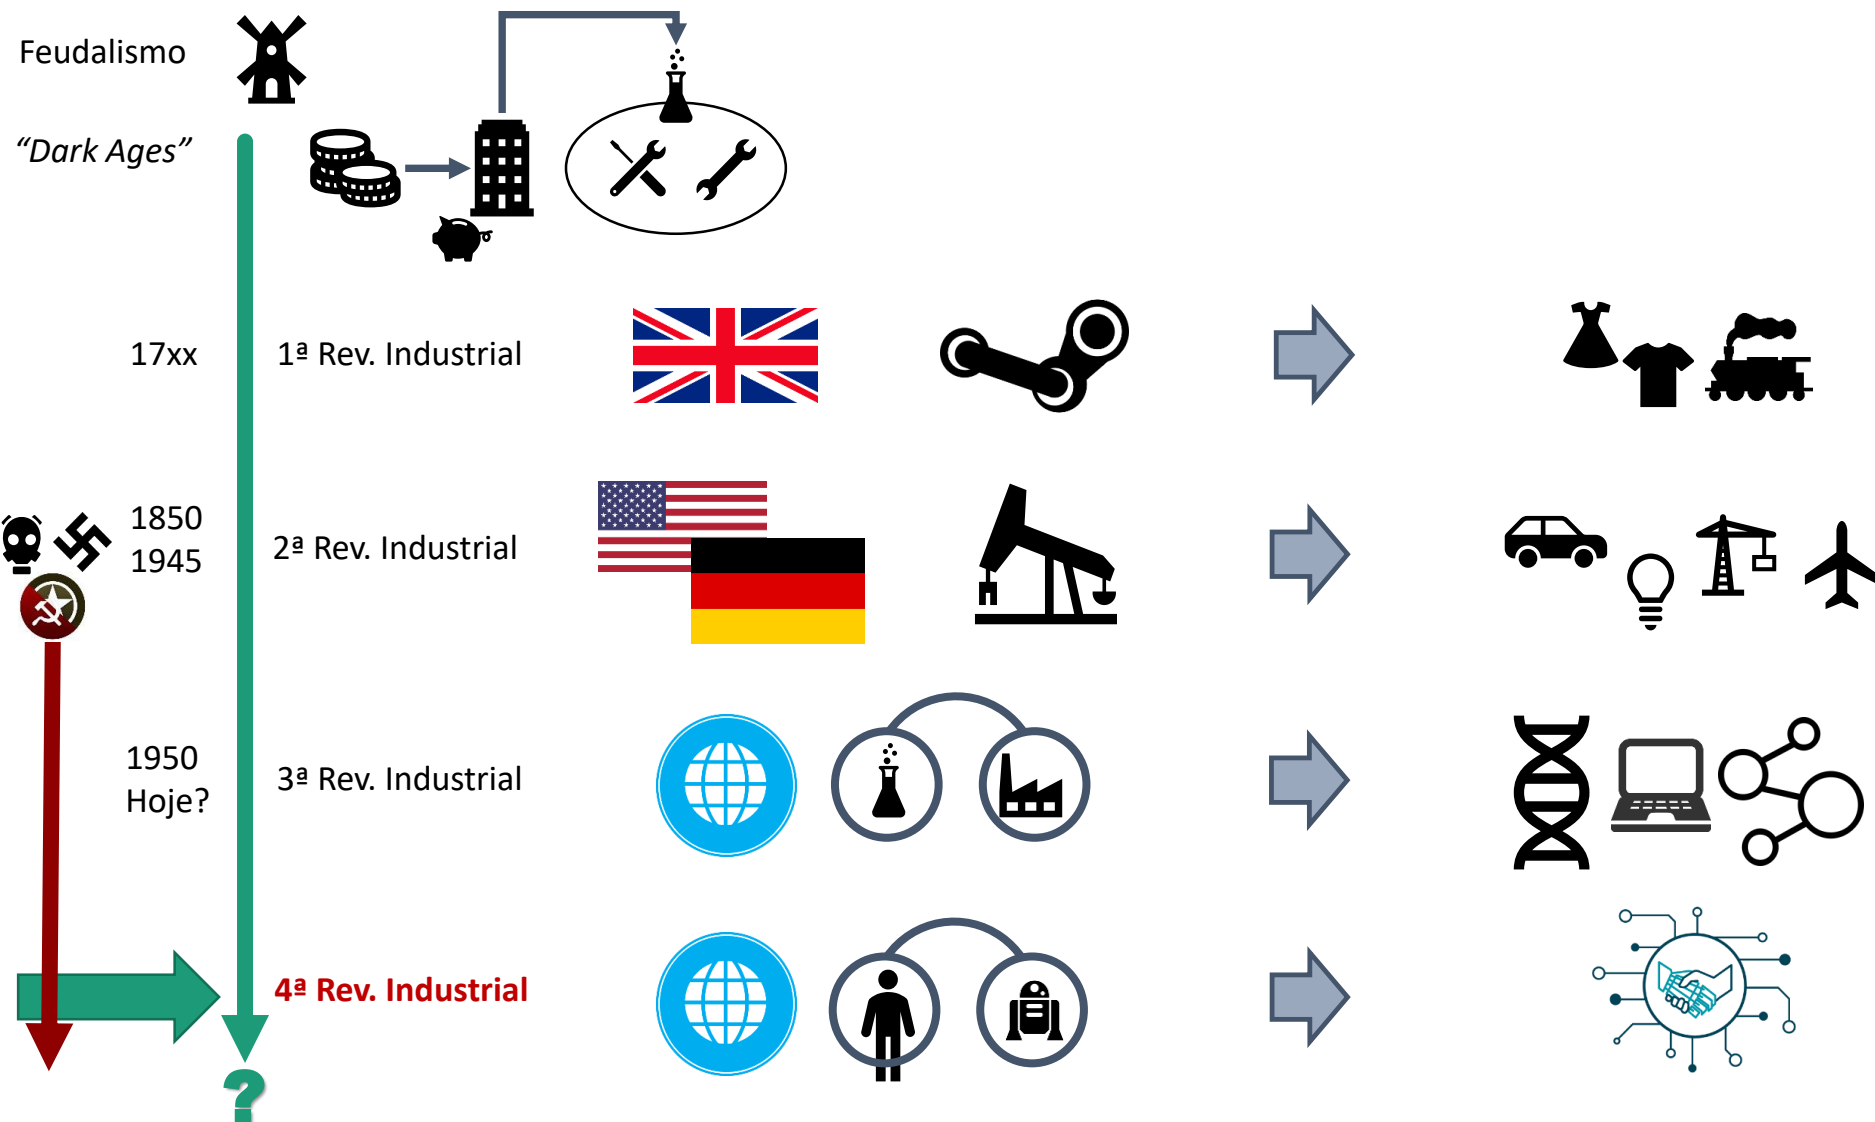 Feudalismo
“Dark Ages”
17xx
1ª Rev. Industrial
1850
1945
2ª Rev. Industrial
1950
Hoje?
3ª Rev. Industrial
4ª Rev. Industrial
?